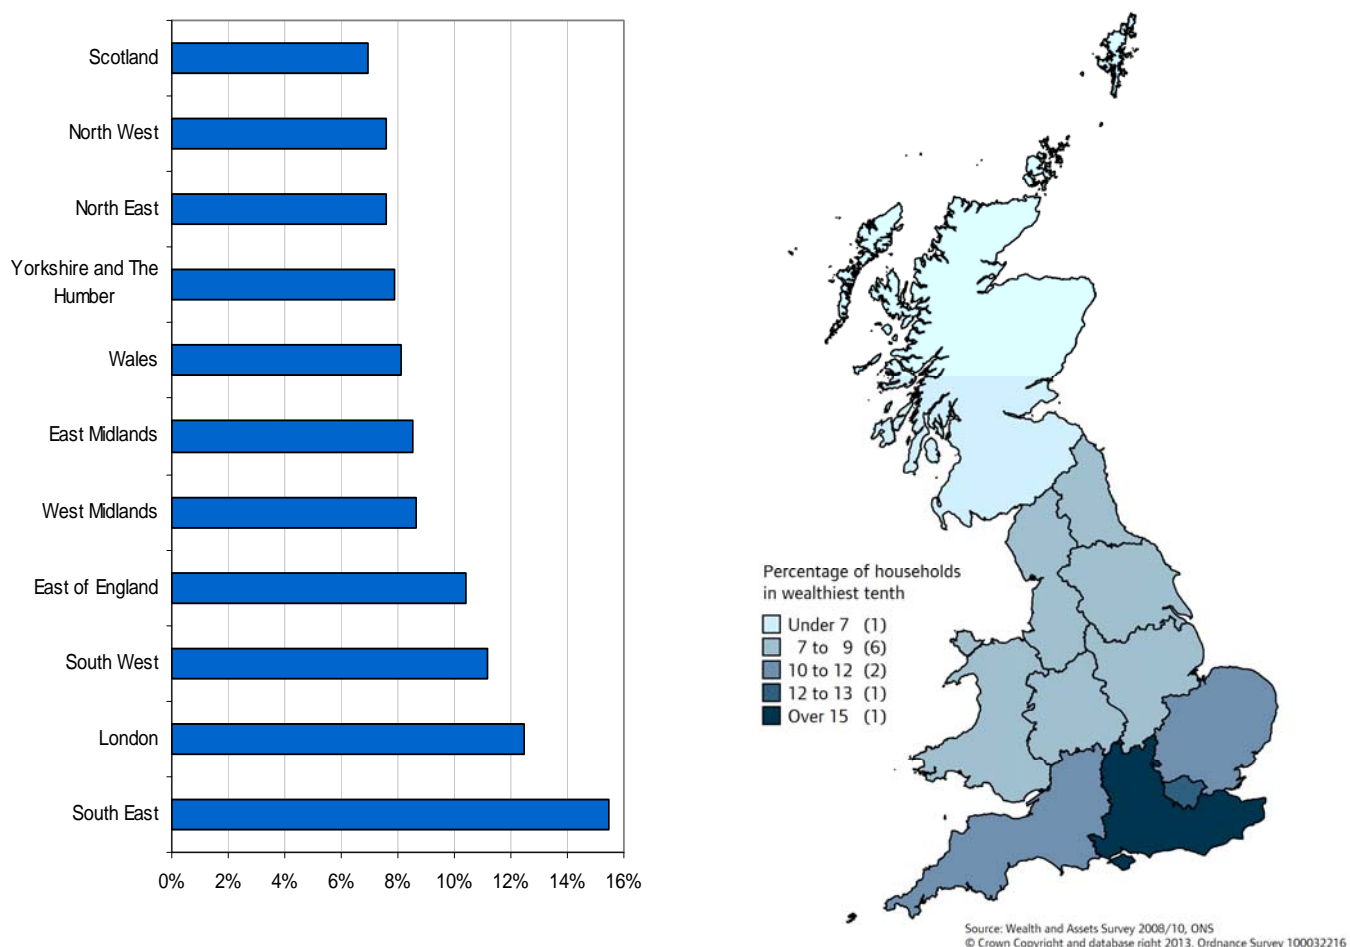 Scotland
North West
North East
Yorkshire and The
Humber
Wales
East Midlands
West Midlands
East of England
South West
London
South East
0% 2% 4% 6% 8% 10% 12% 14% 16%
Percentage of households
in wealthiest tenth
Under 7 (1)
7 to 9 (6)
10 to 12 (2)
12 to 13 (1)
Over 15 (1)
Source: Wealth and Assets Survey 2008/10, ONS
© Crown Copyright and database right 2013. Ordnance Survey 100032216